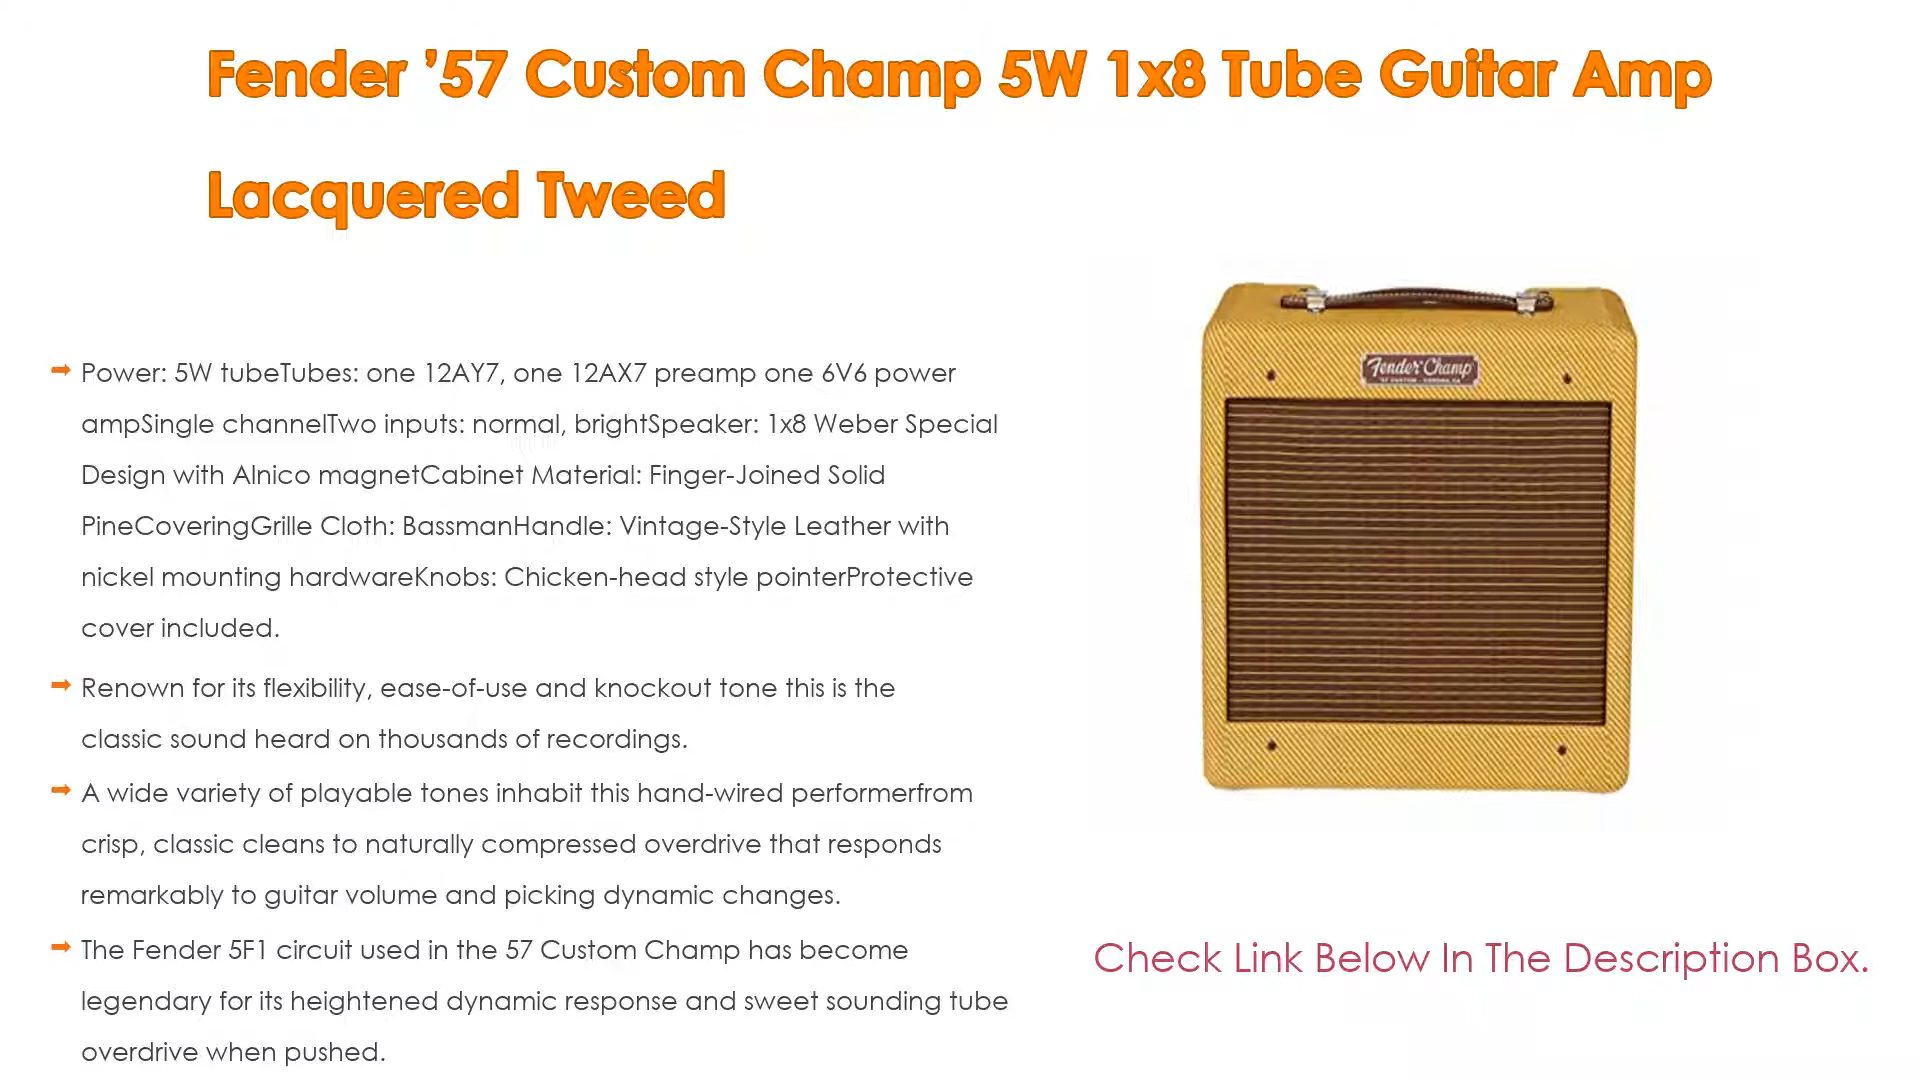 Fender ’57 Custom Champ 5W 1x8 Tube Guitar Amp
Lacquered Tweed
Power: 5W tubeTubes: one 12AY7, one 12AX7 preamp one 6V6 power
ampSingle channelTwo inputs: normal, brightSpeaker: 1x8 Weber Special
Design with Alnico magnetCabinet Material: Finger-Joined Solid
PineCoveringGrille Cloth: BassmanHandle: Vintage-Style Leather with
nickel mounting hardwareKnobs: Chicken-head style pointerProtective
cover included.
Renown for its flexibility, ease-of-use and knockout tone this is the
classic sound heard on thousands of recordings.
A wide variety of playable tones inhabit this hand-wired performerfrom
crisp, classic cleans to naturally compressed overdrive that responds
remarkably to guitar volume and picking dynamic changes.
The Fender 5F1 circuit used in the 57 Custom Champ has become
legendary for its heightened dynamic response and sweet sounding tube
overdrive when pushed.
Fender Champ
Check Link Below In The Description Box.